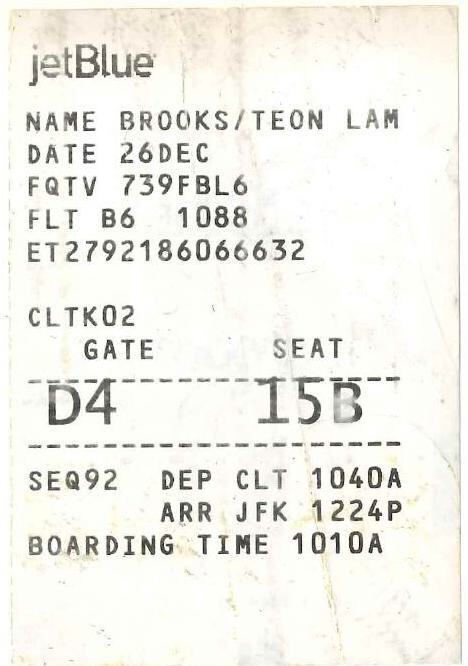 jetBlue
NAME BROOKS/TEON LAM
DATE 26DEC
FQTV 739FBL6
FLT B6 1088
ET2792186066632
CLTK02
GATE SEAT
D4 15B
SEQ92 DEP CLT 1040A
ARR JFK 1224P
BOARDING TIME 1010A